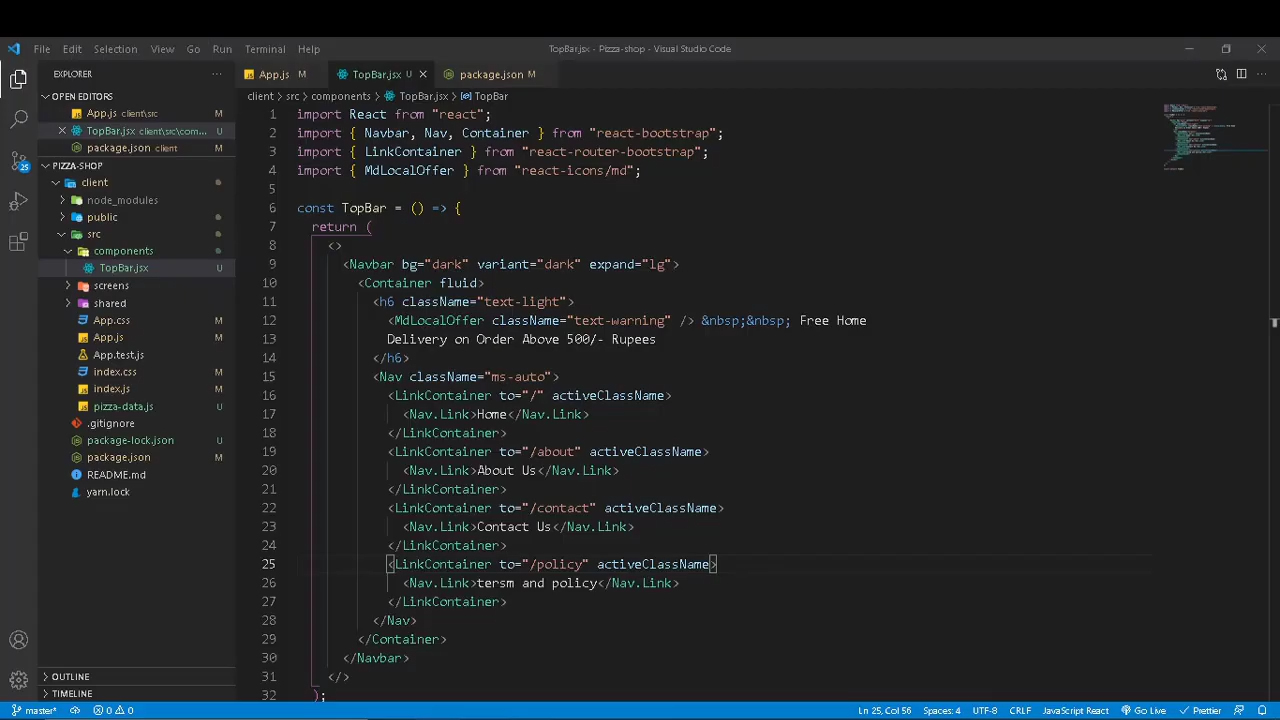 File Edit Selection View Go Run Terminal Help
TopBar.jsx - Pizza-shop - Visual Studio Code
EXPLORER
App.js M
TopBar.jsx U
package.json M
OPEN EDITORS
App.js client\src M
TopBar.jsx client\src\com... U
package.json client M
PIZZA-SHOP
client
node_modules
public
src
components
TopBar.jsx U
screens
shared
App.css M
App.js M
App.test.js
index.css M
index.js M
pizza-data.js U
.gitignore
package-lock.json U
package.json M
README.md
yarn.lock
OUTLINE
TIMELINE
25
client > src > components > TopBar.jsx > TopBar
1 import React from "react";
2 import { Navbar, Nav, Container } from "react-bootstrap";
3 import { LinkContainer } from "react-router-bootstrap";
4 import { MdLocalOffer } from "react-icons/md";
5
6 const TopBar = () => {
7 return (
8 <>
9 <Navbar bg="dark" variant="dark" expand="lg">
10 <Container fluid>
11 <h6 className="text-light">
12 <MdLocalOffer className="text-warning" /> &nbsp;&nbsp; Free Home
13 Delivery on Order Above 500/- Rupees
14 </h6>
15 <Nav className="ms-auto">
16 <LinkContainer to="/" activeClassName>
17 <Nav.Link>Home</Nav.Link>
18 </LinkContainer>
19 <LinkContainer to="/about" activeClassName>
20 <Nav.Link>About Us</Nav.Link>
21 </LinkContainer>
22 <LinkContainer to="/contact" activeClassName>
23 <Nav.Link>Contact Us</Nav.Link>
24 </LinkContainer>
25 <LinkContainer to="/policy" activeClassName>
26 <Nav.Link>tersm and policy</Nav.Link>
27 </LinkContainer>
28 </Nav>
29 </Container>
30 </Navbar>
31 </>
32 );
master* 0 0
Ln 25, Col 56 Spaces: 4 UTF-8 CRLF JavaScript React Go Live Prettier